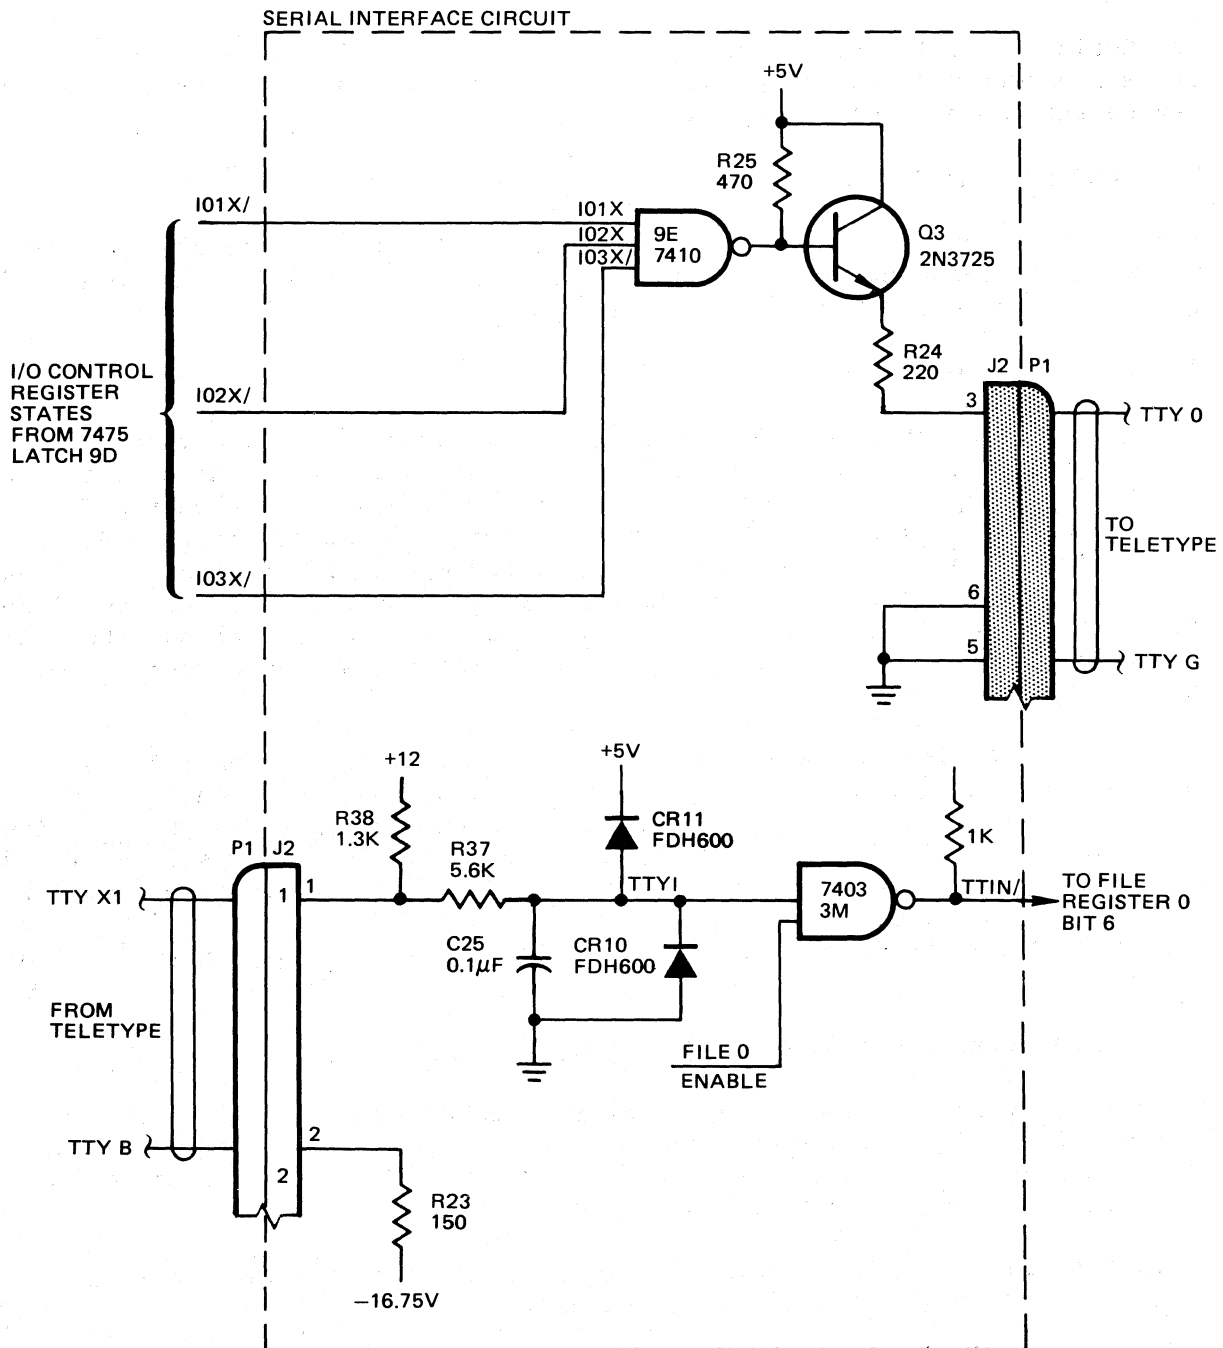 SERIAL INTERFACE CIRCUIT
+5V
R25
470
I01X/
I01X
I02X
I03X/
9E
7410
Q3
2N3725
I/O CONTROL
REGISTER
STATES
FROM 7475
LATCH 9D
I02X/
R24
220
J2 P1
3
TTY 0
TO
TELETYPE
I03X/
6
5
TTY G
+12
+5V
R38
1.3K
R37
5.6K
CR11
FDH600
1K
P1 J2
TTY X1
1
1
TTYI
7403
3M
TTIN/
TO FILE
REGISTER 0
BIT 6
C25
0.1μF
CR10
FDH600
FROM
TELETYPE
FILE 0
ENABLE
TTY B
2
2
R23
150
−16.75V